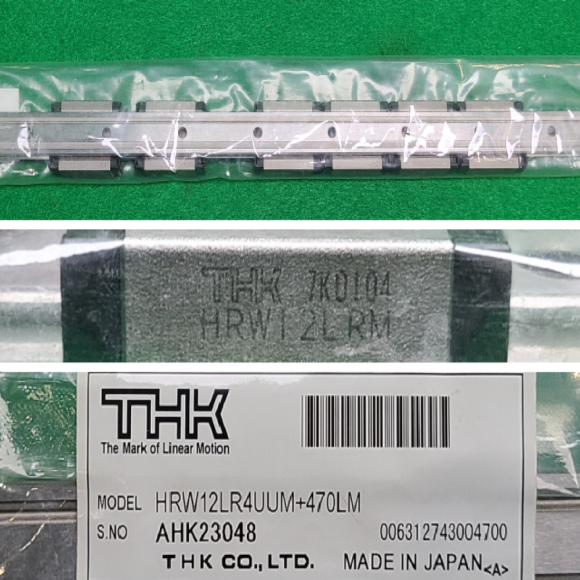 THK 7K0104
HRW12LRM
THK
The Mark of Linear Motion
MODEL HRW12LR4UUM+470LM
S.NO AHK23048 006312743004700
THK CO., LTD. MADE IN JAPAN <A>